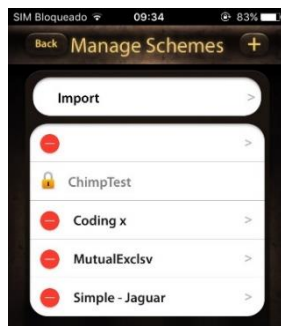 SIM Bloqueado 09:34 83%
Back Manage Schemes +
Import >
>
ChimpTest
Coding x >
MutualExclsv >
Simple - Jaguar >